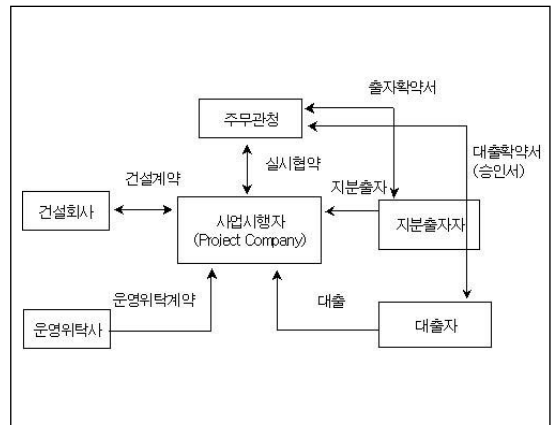 출자확약서
주무관청
대출확약서
(승인서)
실시협약
건설계약
지분출자
건설회사
사업시행자
(Project Company)
지분출자자
운영위탁계약
대출
운영위탁사
대출자